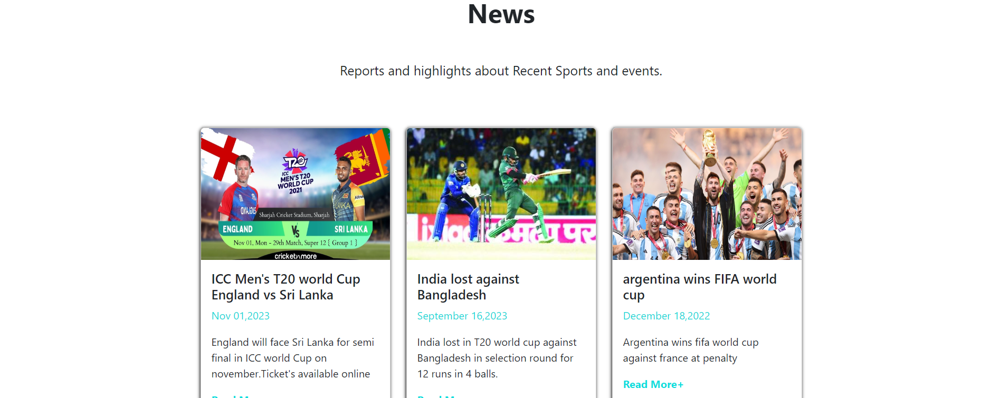 News
Reports and highlights about Recent Sports and events.
T20
ICC
MEN'S T20
WORLD CUP
2021
ENGLAND
LANKA
Astra
Sharjah Cricket Stadium, Sharjah
ENGLAND
VS
SRI LANKA
Nov 01, Mon - 29th Match, Super 12 { Group 1 }
cricketnmore
ICC Men's T20 world Cup
England vs Sri Lanka
Nov 01,2023
England will face Sri Lanka for semi
final in ICC world Cup on
november.Ticket's available online
India lost against
Bangladesh
September 16,2023
India lost in T20 world cup against
Bangladesh in selection round for
12 runs in 4 balls.
argentina wins FIFA world
cup
December 18,2022
Argentina wins fifa world cup
against france at penalty
Read More+